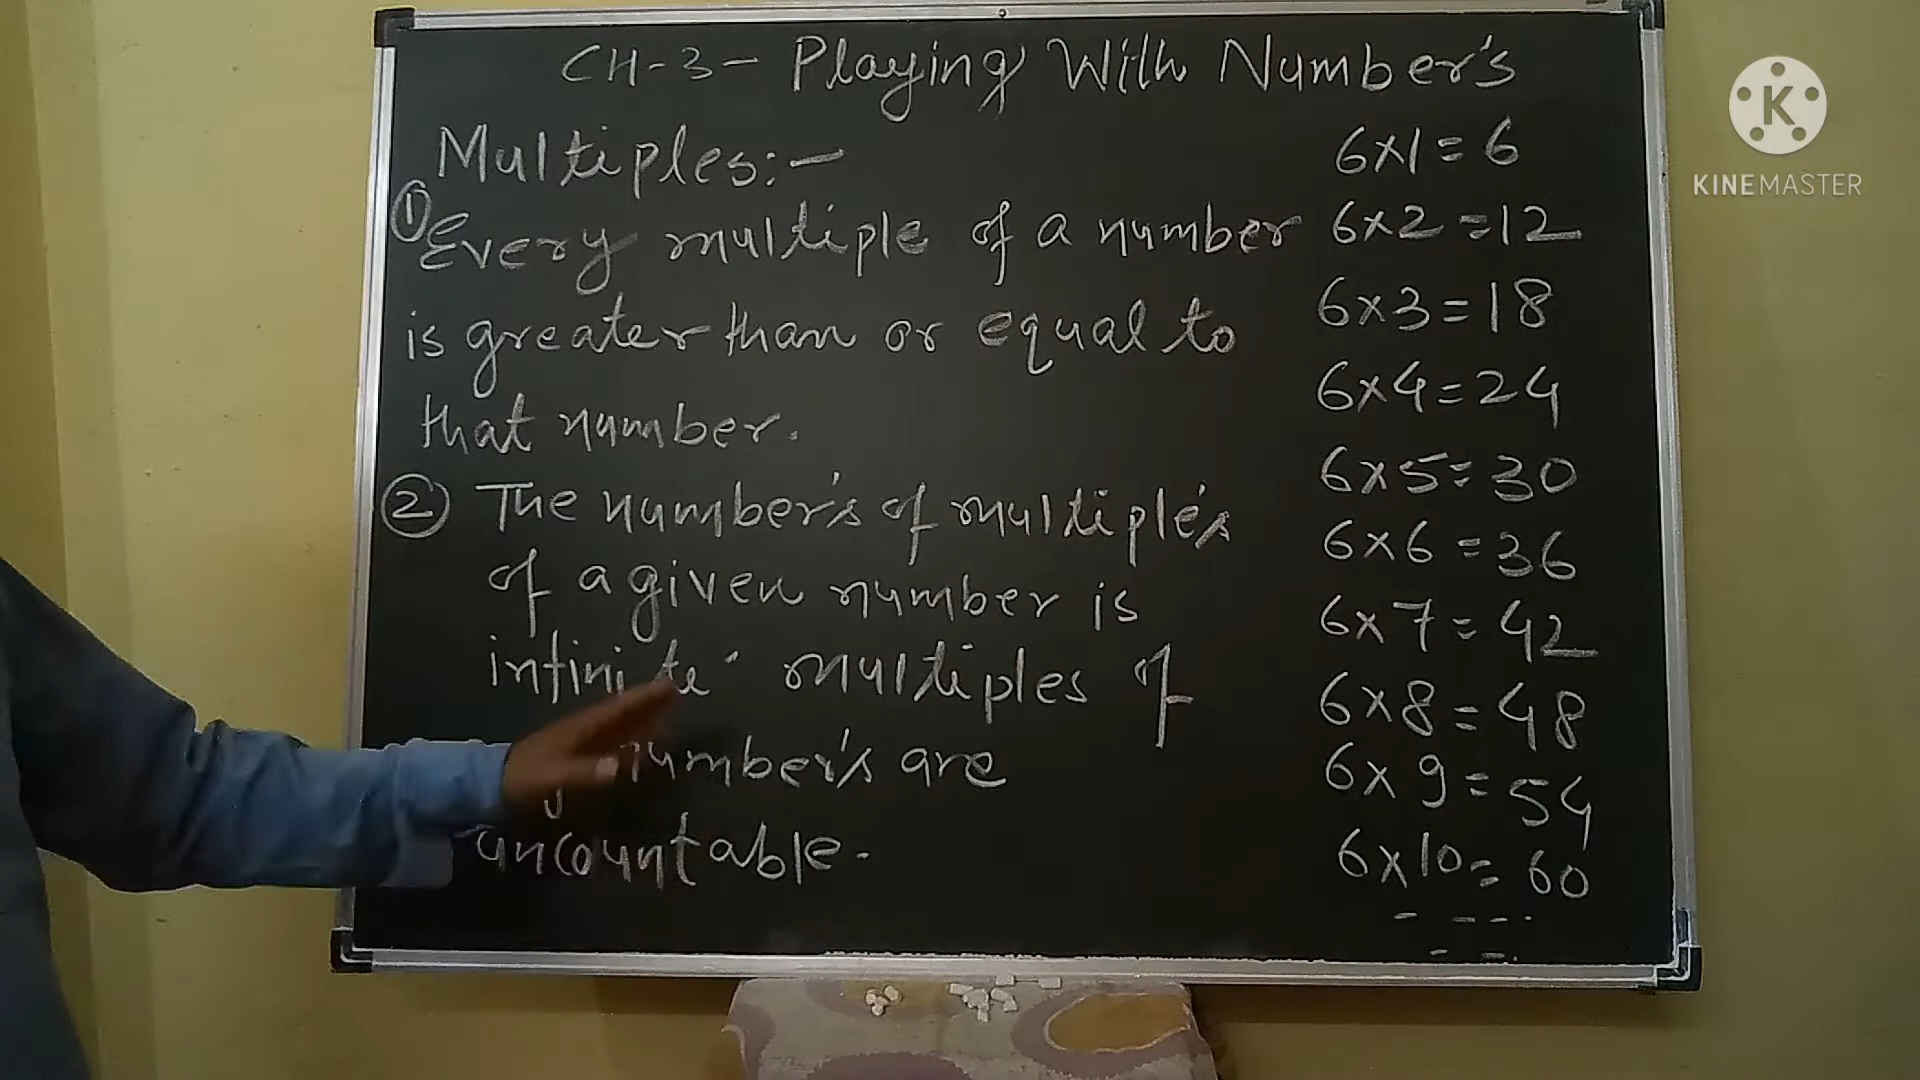 CH-3- Playing With Number's
Multiples:-
① Every multiple of a number
is greater than or equal to
that number.
② The number's of multiple's
of a given number is
infinite multiples of
number's are
uncountable.
6x1=6
6x2=12
6x3=18
6x4=24
6x5=30
6x6=36
6x7=42
6x8=48
6x9=54
6x10=60
K
KINEMASTER